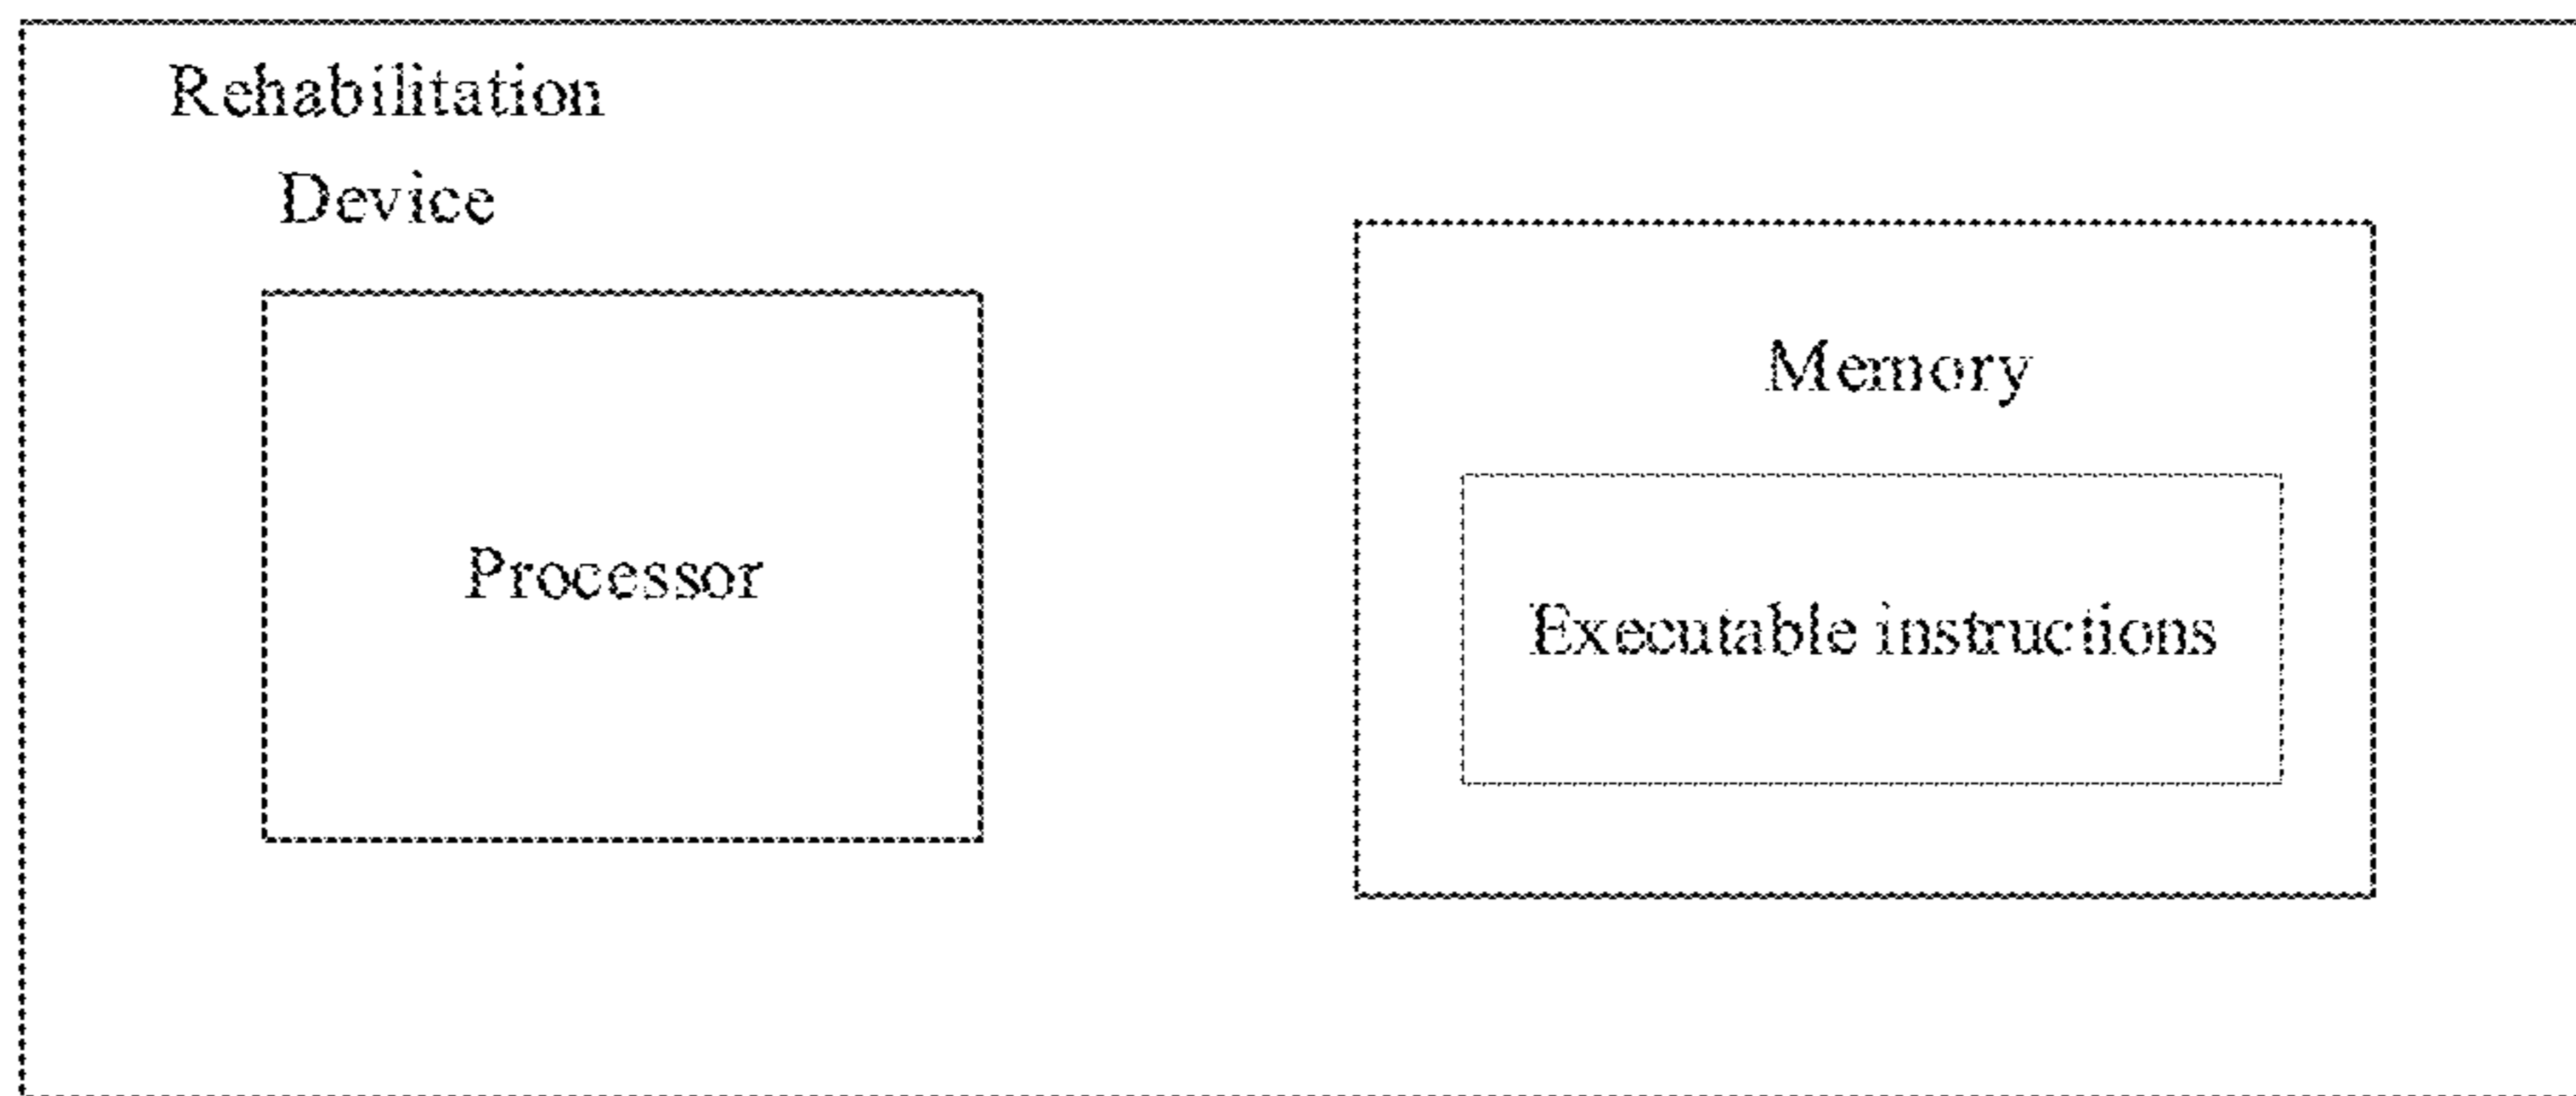 Rehabilitation
Device
Processor
Memory
Executable instructions